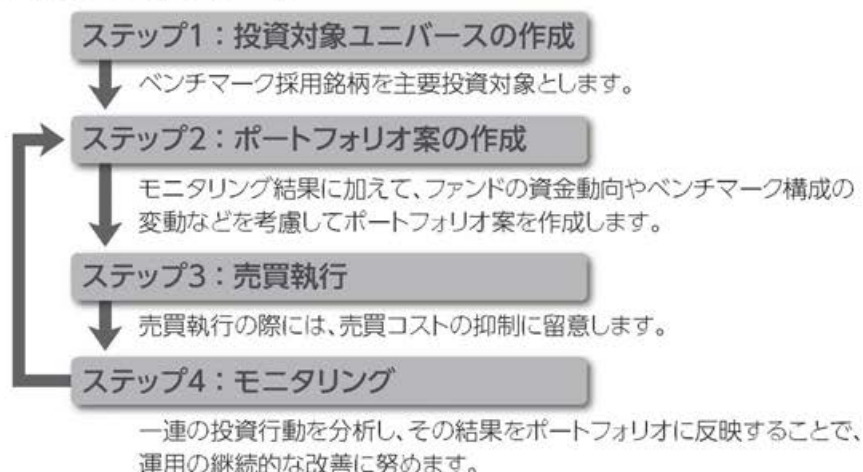 ステップ1：投資対象ユニバースの作成
ベンチマーク採用銘柄を主要投資対象とします。
ステップ2：ポートフォリオ案の作成
モニタリング結果に加えて、ファンドの資金動向やベンチマーク構成の
変動などを考慮してポートフォリオ案を作成します。
ステップ3：売買執行
売買執行の際には、売買コストの抑制に留意します。
ステップ4：モニタリング
一連の投資行動を分析し、その結果をポートフォリオに反映することで、
運用の継続的な改善に努めます。